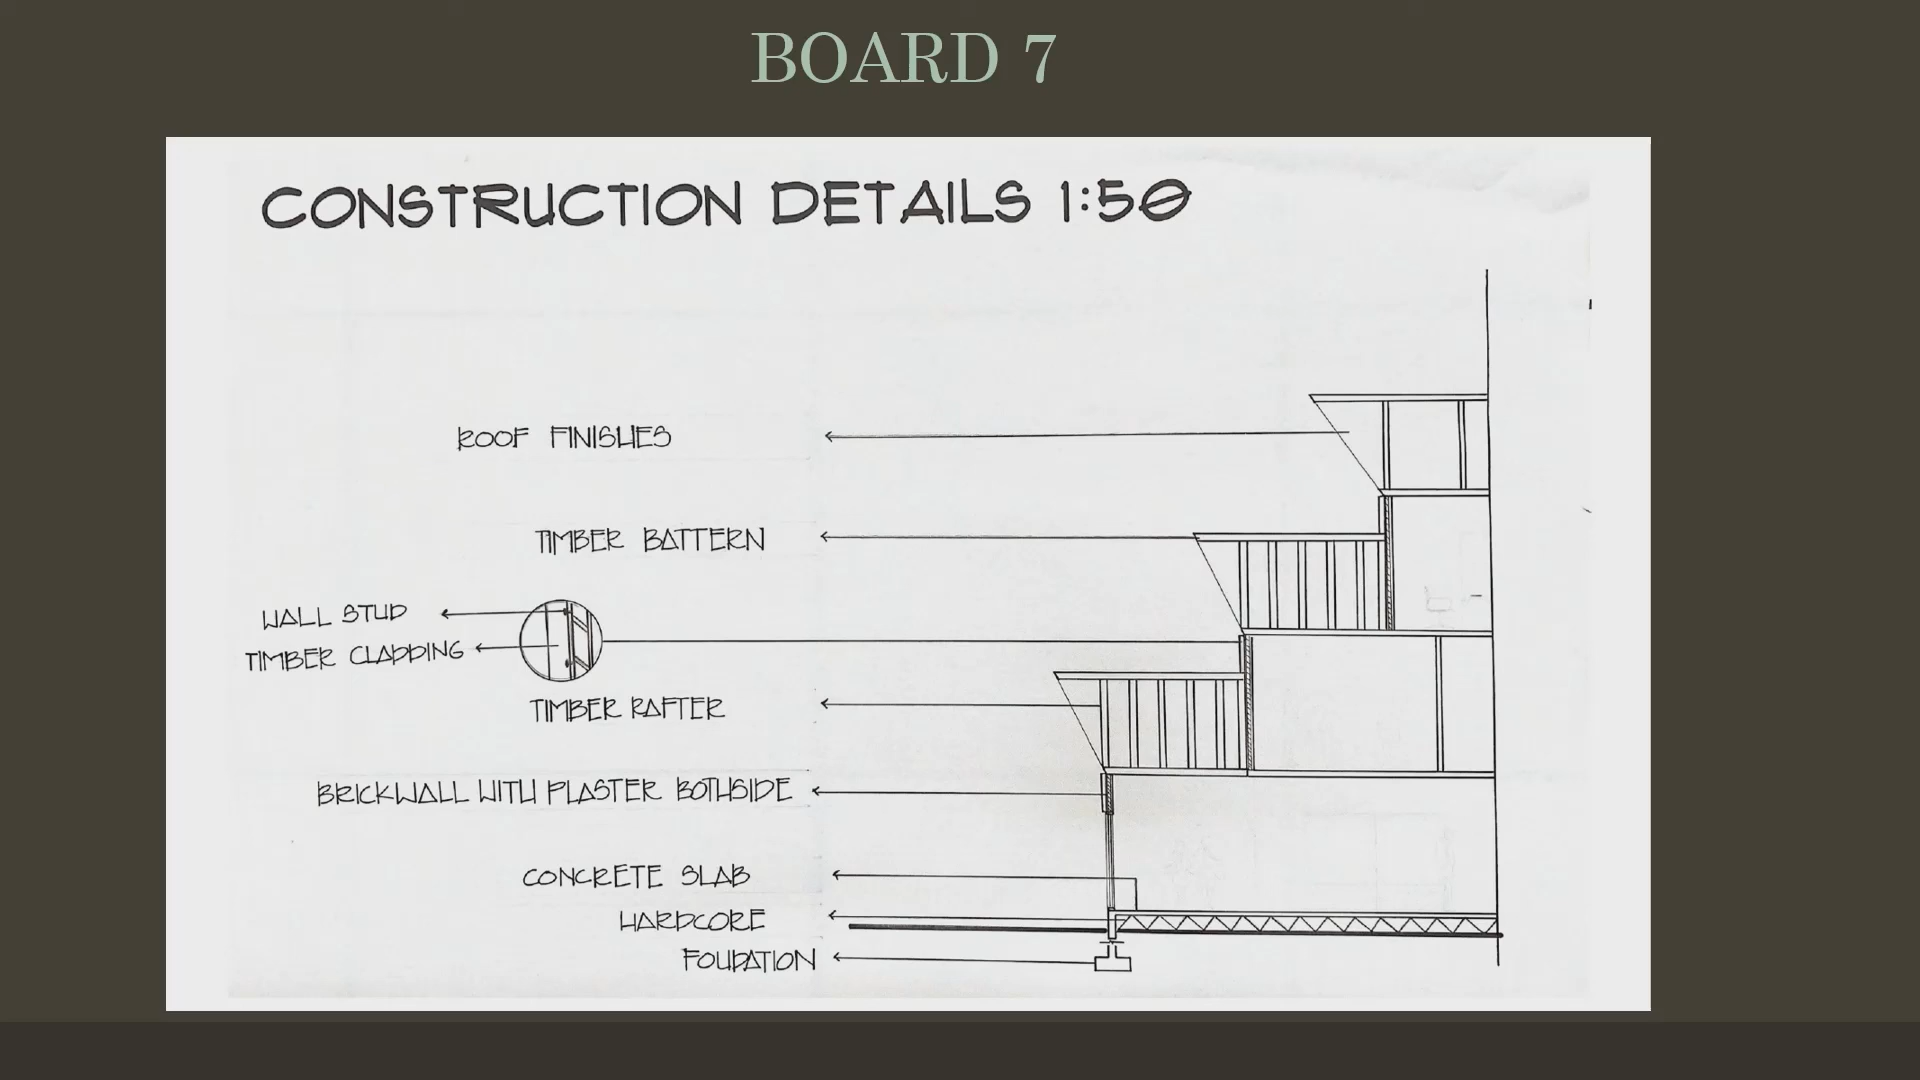 BOARD 7
CONSTRUCTION DETAILS 1:50
ROOF FINISHES
TIMBER BATTERN
WALL STUD
TIMBER CLADDING
TIMBER RAFTER
BRICKWALL WITH PLASTER BOTHSIDE
CONCRETE SLAB
HARDCORE
FOUDATION